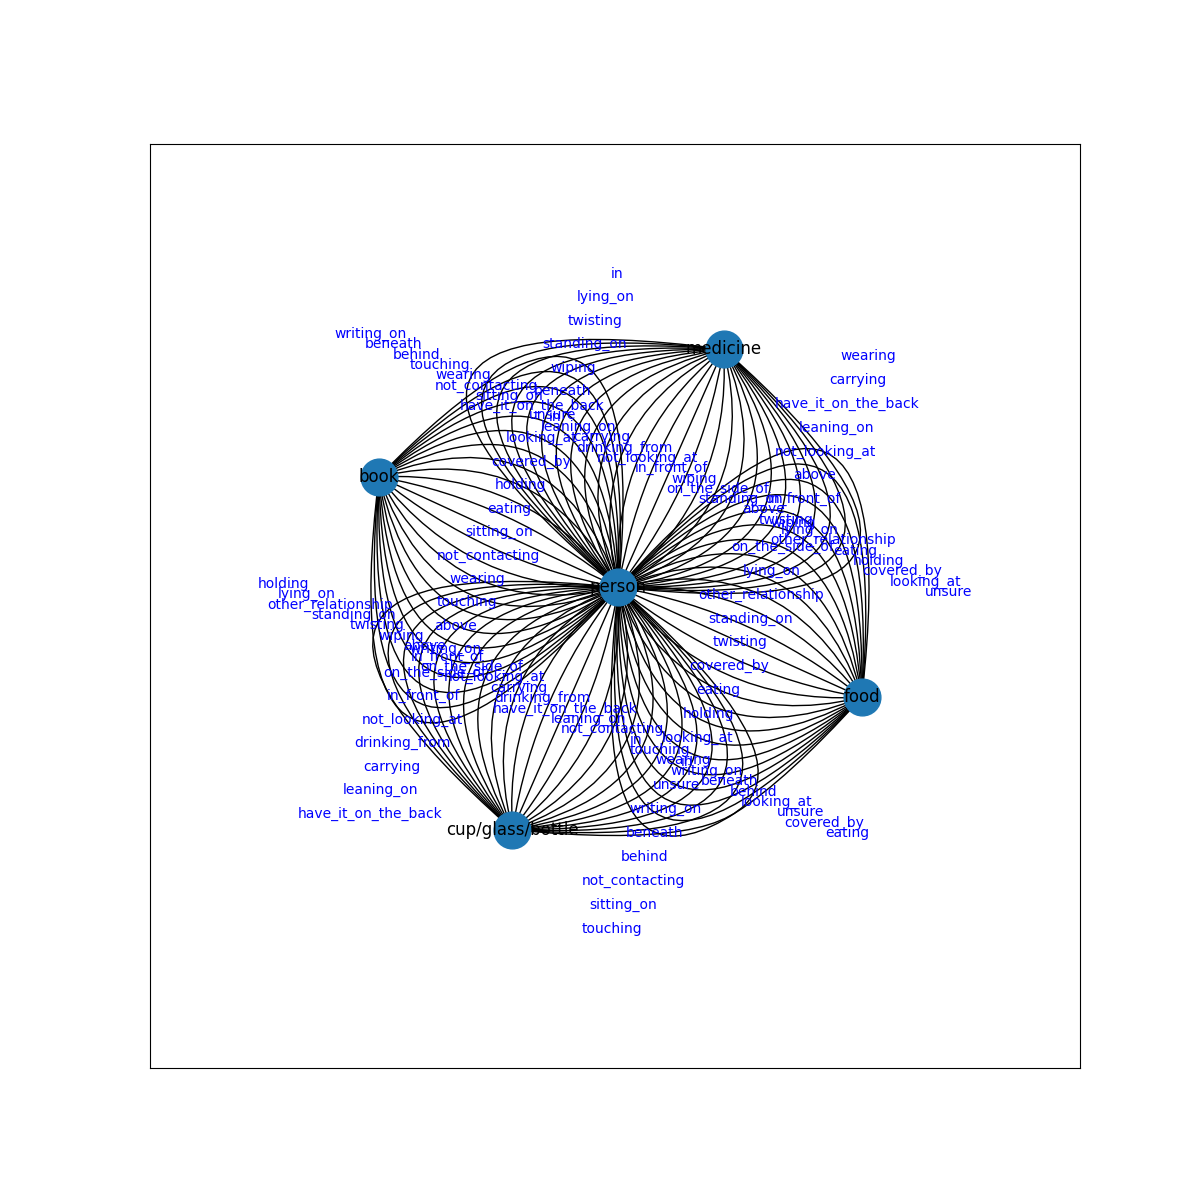 in
lying_on
twisting
writing_on
beneath
standing_on
medicine
behind
wearing
touching
wiping
wearing
carrying
not_contacting
beneath
sitting_on
have_it_on_the_back
have_it_on_the_back
unsure
in
leaning_on
leaning_on
looking_at
carrying
drinking_from
not_looking_at
not_looking_at
covered_by
in_front_of
above
book
wiping
holding
on_the_side_of
standing_on
in_front_of
eating
above
twisting
wiping
lying_on
sitting_on
other_relationship
on_the_side_of
eating
not_contacting
holding
lying_on
covered_by
wearing
looking_at
holding
person
unsure
lying_on
other_relationship
touching
other_relationship
standing_on
standing_on
twisting
above
wiping
twisting
above
writing_on
in_front_of
covered_by
on_the_side_of
on_the_side_of
not_looking_at
carrying
eating
in_front_of
drinking_from
food
have_it_on_the_back
holding
not_looking_at
leaning_on
not_contacting
drinking_from
in
looking_at
touching
carrying
wearing
in
writing_on
beneath
unsure
leaning_on
behind
looking_at
writing_on
unsure
have_it_on_the_back
covered_by
cup/glass/bottle
beneath
eating
behind
not_contacting
sitting_on
touching